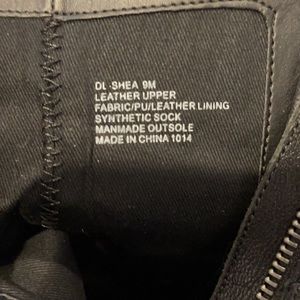 DL-SHEA 9M
LEATHER UPPER
FABRIC/PU/LEATHER LINING
SYNTHETIC SOCK
MANMADE OUTSOLE
MADE IN CHINA 1014